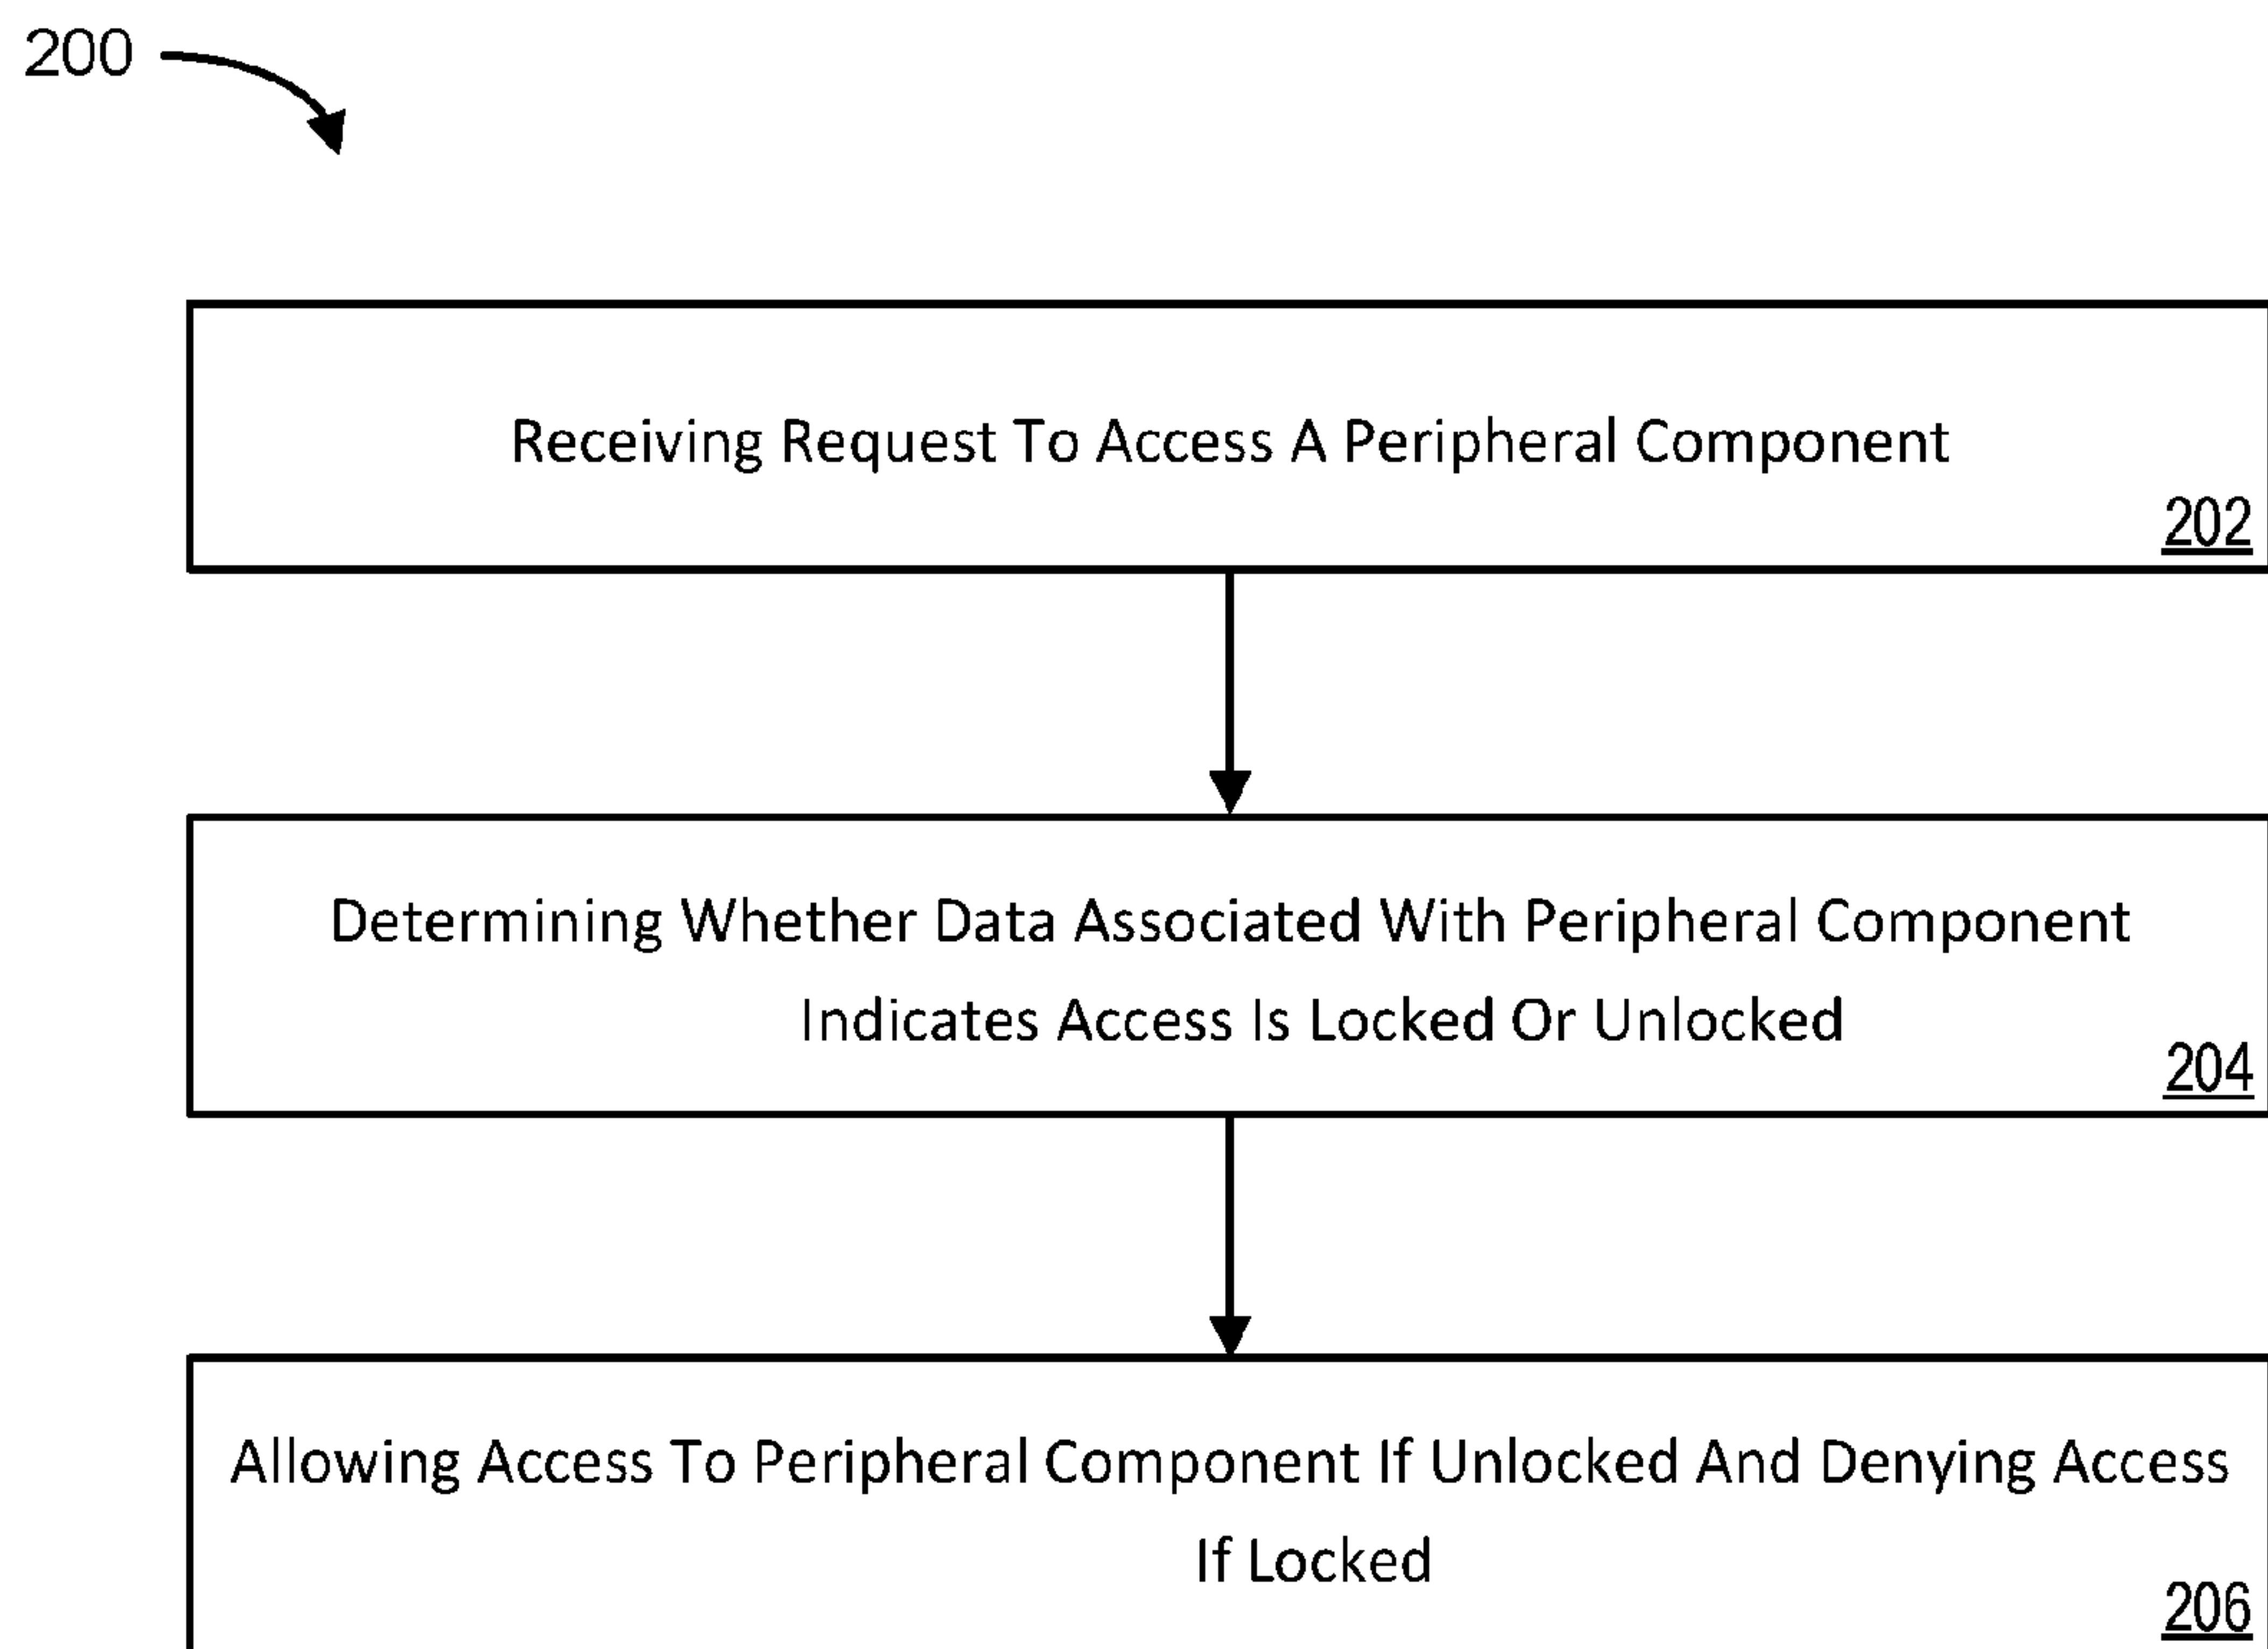 200
Receiving Request To Access A Peripheral Component
202
Determining Whether Data Associated With Peripheral Component
Indicates Access Is Locked Or Unlocked
204
Allowing Access To Peripheral Component If Unlocked And Denying Access
If Locked
206